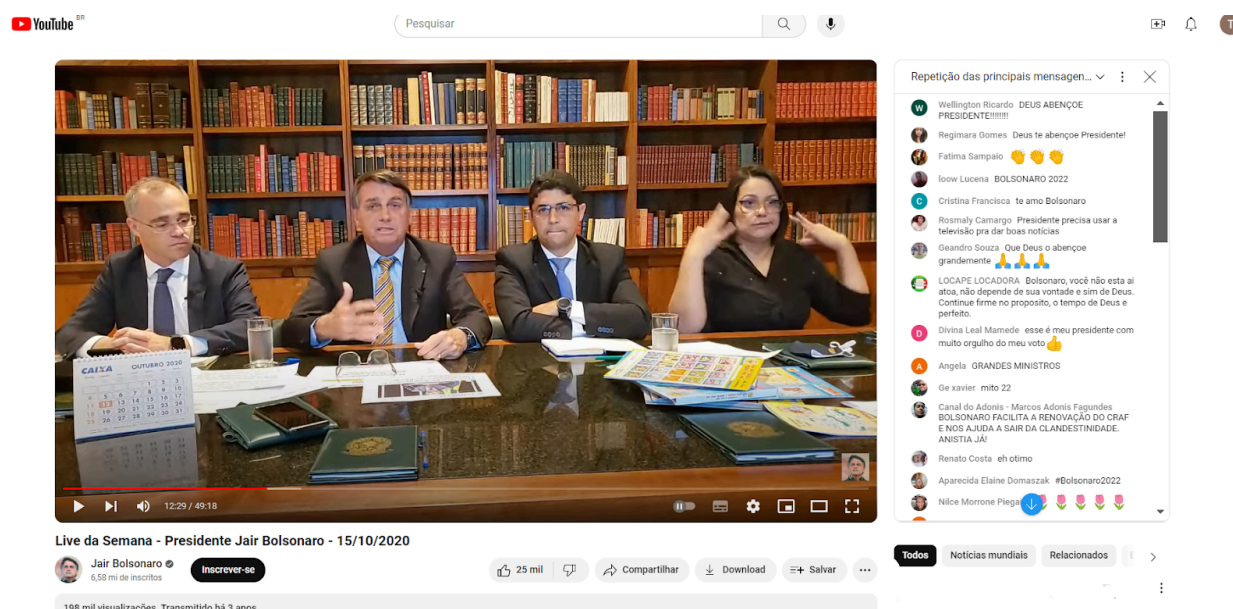 YouTube BR
Pesquisar
CAIXA
OUTUBRO 2020
12:29 / 49:18
Live da Semana - Presidente Jair Bolsonaro - 15/10/2020
Jair Bolsonaro
6,58 mi de inscritos
Inscrever-se
25 mil
Compartilhar
Download
Salvar
198 mil visualizações Transmitido há 3 anos
Repetição das principais mensagen...
Wellington Ricardo DEUS ABENÇOE
PRESIDENTE!!!!!!!!
Regimara Gomes Deus te abençoe Presidente!
Fatima Sampaio 👏 👏 👏
loow Lucena BOLSONARO 2022
Cristina Francisca te amo Bolsonaro
Rosmaly Camargo Presidente precisa usar a
televisão pra dar boas notícias
Geandro Souza Que Deus o abençoe
grandemente 🙏 🙏 🙏
LOCAPE LOCADORA Bolsonaro, você não esta ai
atoa, não depende de sua vontade e sim de Deus.
Continue firme no proposito, o tempo de Deus e
perfeito.
Divina Leal Mamede esse é meu presidente com
muito orgulho do meu voto 👍
Angela GRANDES MINISTROS
Ge xavier mito 22
Canal do Adonis - Marcos Adonis Fagundes
BOLSONARO FACILITA A RENOVAÇÃO DO CRAF
E NOS AJUDA A SAIR DA CLANDESTINIDADE.
ANISTIA JÁ!
Renato Costa eh otimo
Aparecida Elaine Domaszak #Bolsonaro2022
Nilce Morrone 🌷 🌷 🌷 🌷 🌷
Todos
Notícias mundiais
Relacionados